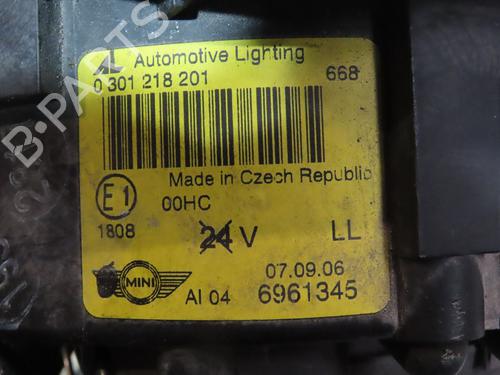 AL Automotive Lighting
0 301 218 201 668
Made in Czech Republic
E1 00HC
1808 24 V LL
07.09.06
MINI AI 04 6961345
B-PARTS